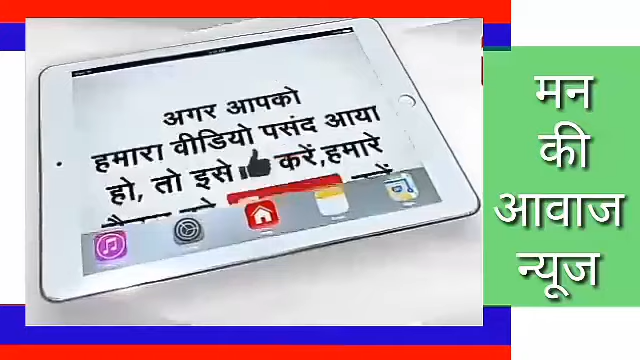 अगर आपको
हमारा वीडियो पसंद आया
हो, तो इसे करें,हमारे
मन
की
आवाज
न्यूज